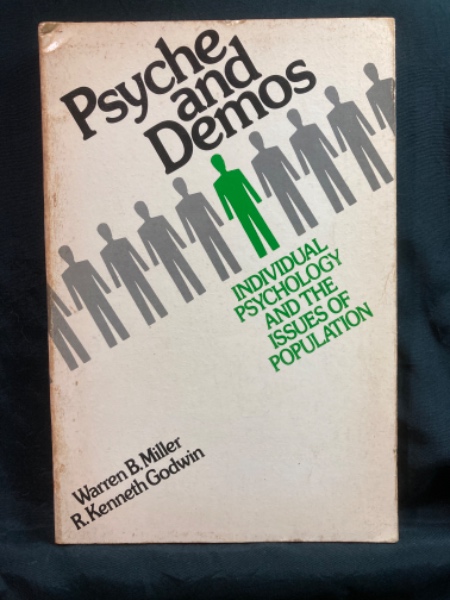 Psyche
and
Demos
INDIVIDUAL
PSYCHOLOGY
AND THE
ISSUES OF
POPULATION
Warren B. Miller
R. Kenneth Godwin